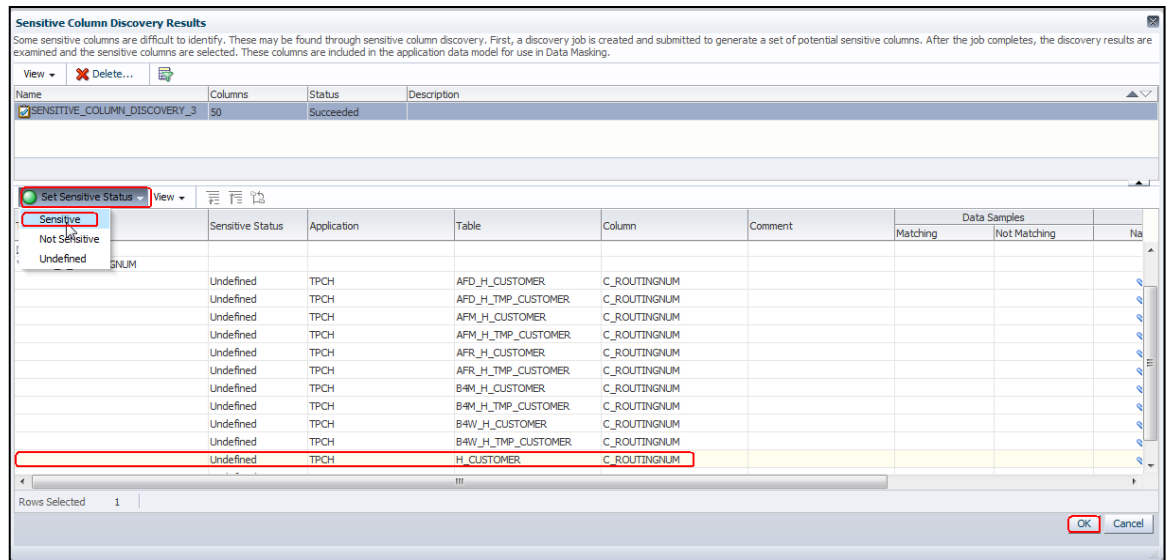 Sensitive Column Discovery Results
Some sensitive columns are difficult to identify. These may be found through sensitive column discovery. First, a discovery job is created and submitted to generate a set of potential sensitive columns. After the job completes, the discovery results are
examined and the sensitive columns are selected. These columns are included in the application data model for use in Data Masking.
View Delete...
Name Columns Status Description
SENSITIVE_COLUMN_DISCOVERY_3 50 Succeeded
Set Sensitive Status View
Sensitive
Not Sensitive
Undefined
Data Samples
Sensitive Status Application Table Column Comment Matching Not Matching Na
GNUM
Undefined TPCH AFD_H_CUSTOMER C_ROUTINGNUM
Undefined TPCH AFD_H_TMP_CUSTOMER C_ROUTINGNUM
Undefined TPCH AFM_H_CUSTOMER C_ROUTINGNUM
Undefined TPCH AFM_H_TMP_CUSTOMER C_ROUTINGNUM
Undefined TPCH AFR_H_CUSTOMER C_ROUTINGNUM
Undefined TPCH AFR_H_TMP_CUSTOMER C_ROUTINGNUM
Undefined TPCH B4M_H_CUSTOMER C_ROUTINGNUM
Undefined TPCH B4M_H_TMP_CUSTOMER C_ROUTINGNUM
Undefined TPCH B4W_H_CUSTOMER C_ROUTINGNUM
Undefined TPCH B4W_H_TMP_CUSTOMER C_ROUTINGNUM
Undefined TPCH H_CUSTOMER C_ROUTINGNUM
Rows Selected 1
OK Cancel